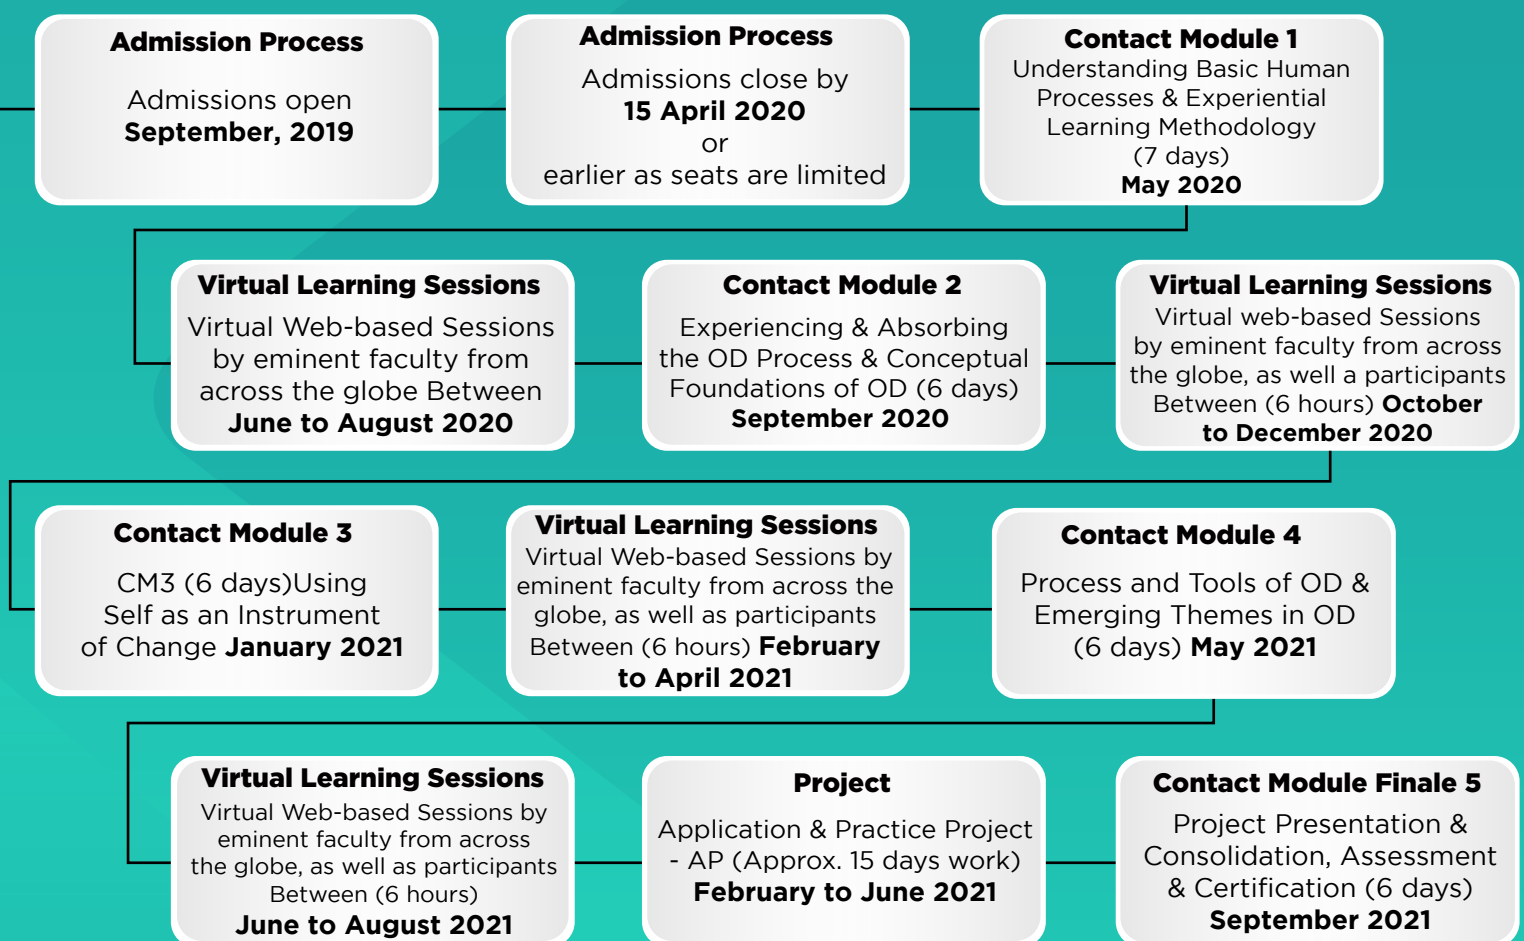 Admission Process
Admissions open
September, 2019
Admission Process
Admissions close by
15 April 2020
or
earlier as seats are limited
Contact Module 1
Understanding Basic Human
Processes & Experiential
Learning Methodology
(7 days)
May 2020
Virtual Learning Sessions
Virtual Web-based Sessions
by eminent faculty from
across the globe Between
June to August 2020
Contact Module 2
Experiencing & Absorbing
the OD Process & Conceptual
Foundations of OD (6 days)
September 2020
Virtual Learning Sessions
Virtual web-based Sessions
by eminent faculty from across
the globe, as well a participants
Between (6 hours) October
to December 2020
Contact Module 3
CM3 (6 days)Using
Self as an Instrument
of Change January 2021
Virtual Learning Sessions
Virtual Web-based Sessions by
eminent faculty from across the
globe, as well as participants
Between (6 hours) February
to April 2021
Contact Module 4
Process and Tools of OD &
Emerging Themes in OD
(6 days) May 2021
Virtual Learning Sessions
Virtual Web-based Sessions by
eminent faculty from across
the globe, as well as participants
Between (6 hours)
June to August 2021
Project
Application & Practice Project
- AP (Approx. 15 days work)
February to June 2021
Contact Module Finale 5
Project Presentation &
Consolidation, Assessment
& Certification (6 days)
September 2021